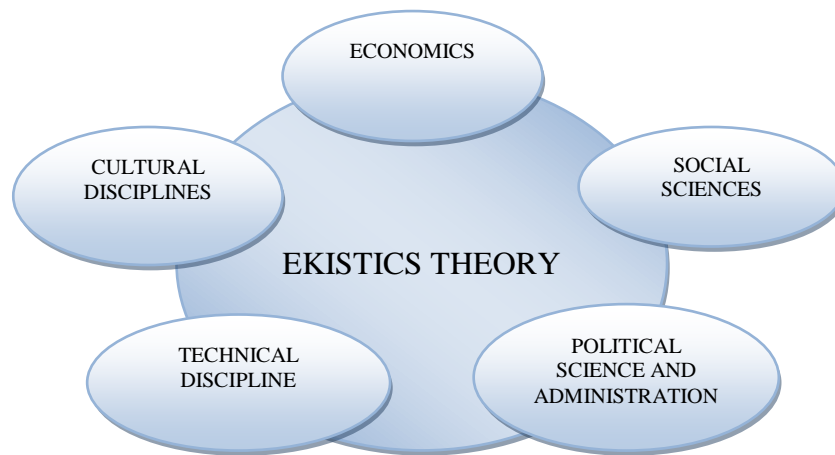 ECONOMICS
CULTURAL
DISCIPLINES
SOCIAL
SCIENCES
EKISTICS THEORY
TECHNICAL
DISCIPLINE
POLITICAL
SCIENCE AND
ADMINISTRATION